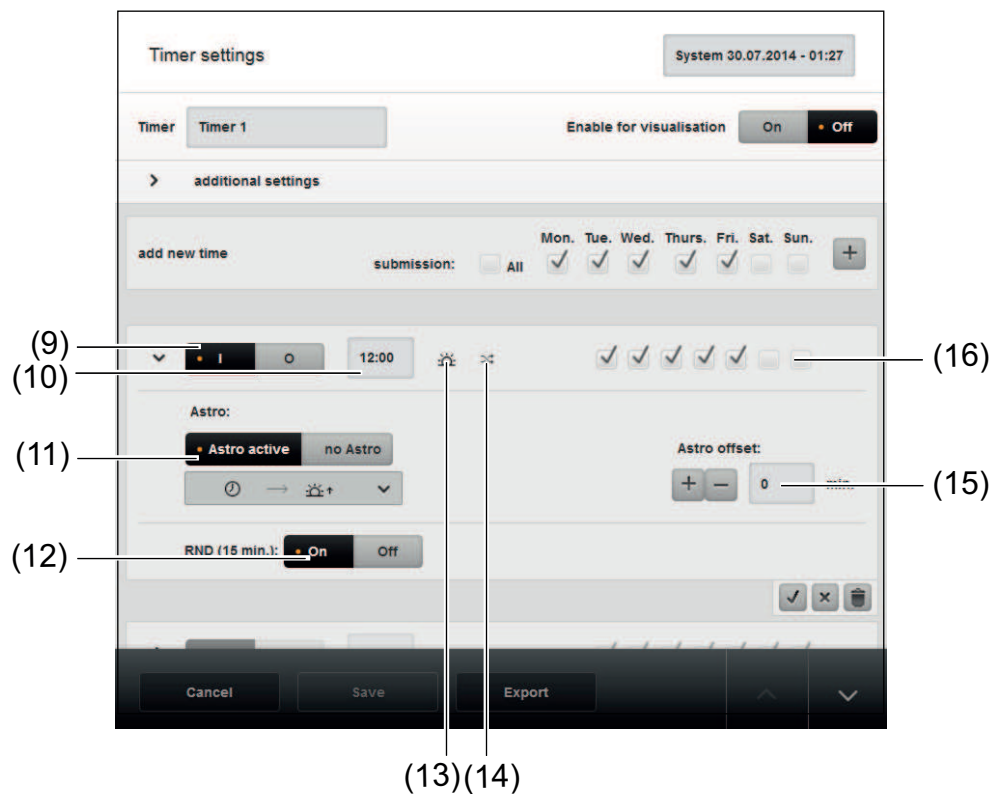 Timer settings System 30.07.2014 - 01:27
Timer Timer 1 Enable for visualisation On Off
additional settings
Mon. Tue. Wed. Thurs. Fri. Sat. Sun.
add new time submission: All
(9) I O 12:00
(10) (16)
Astro:
(11) Astro active no Astro Astro offset:
0 min. (15)
(12) RND (15 min.): On Off
Cancel Save Export
(13) (14)